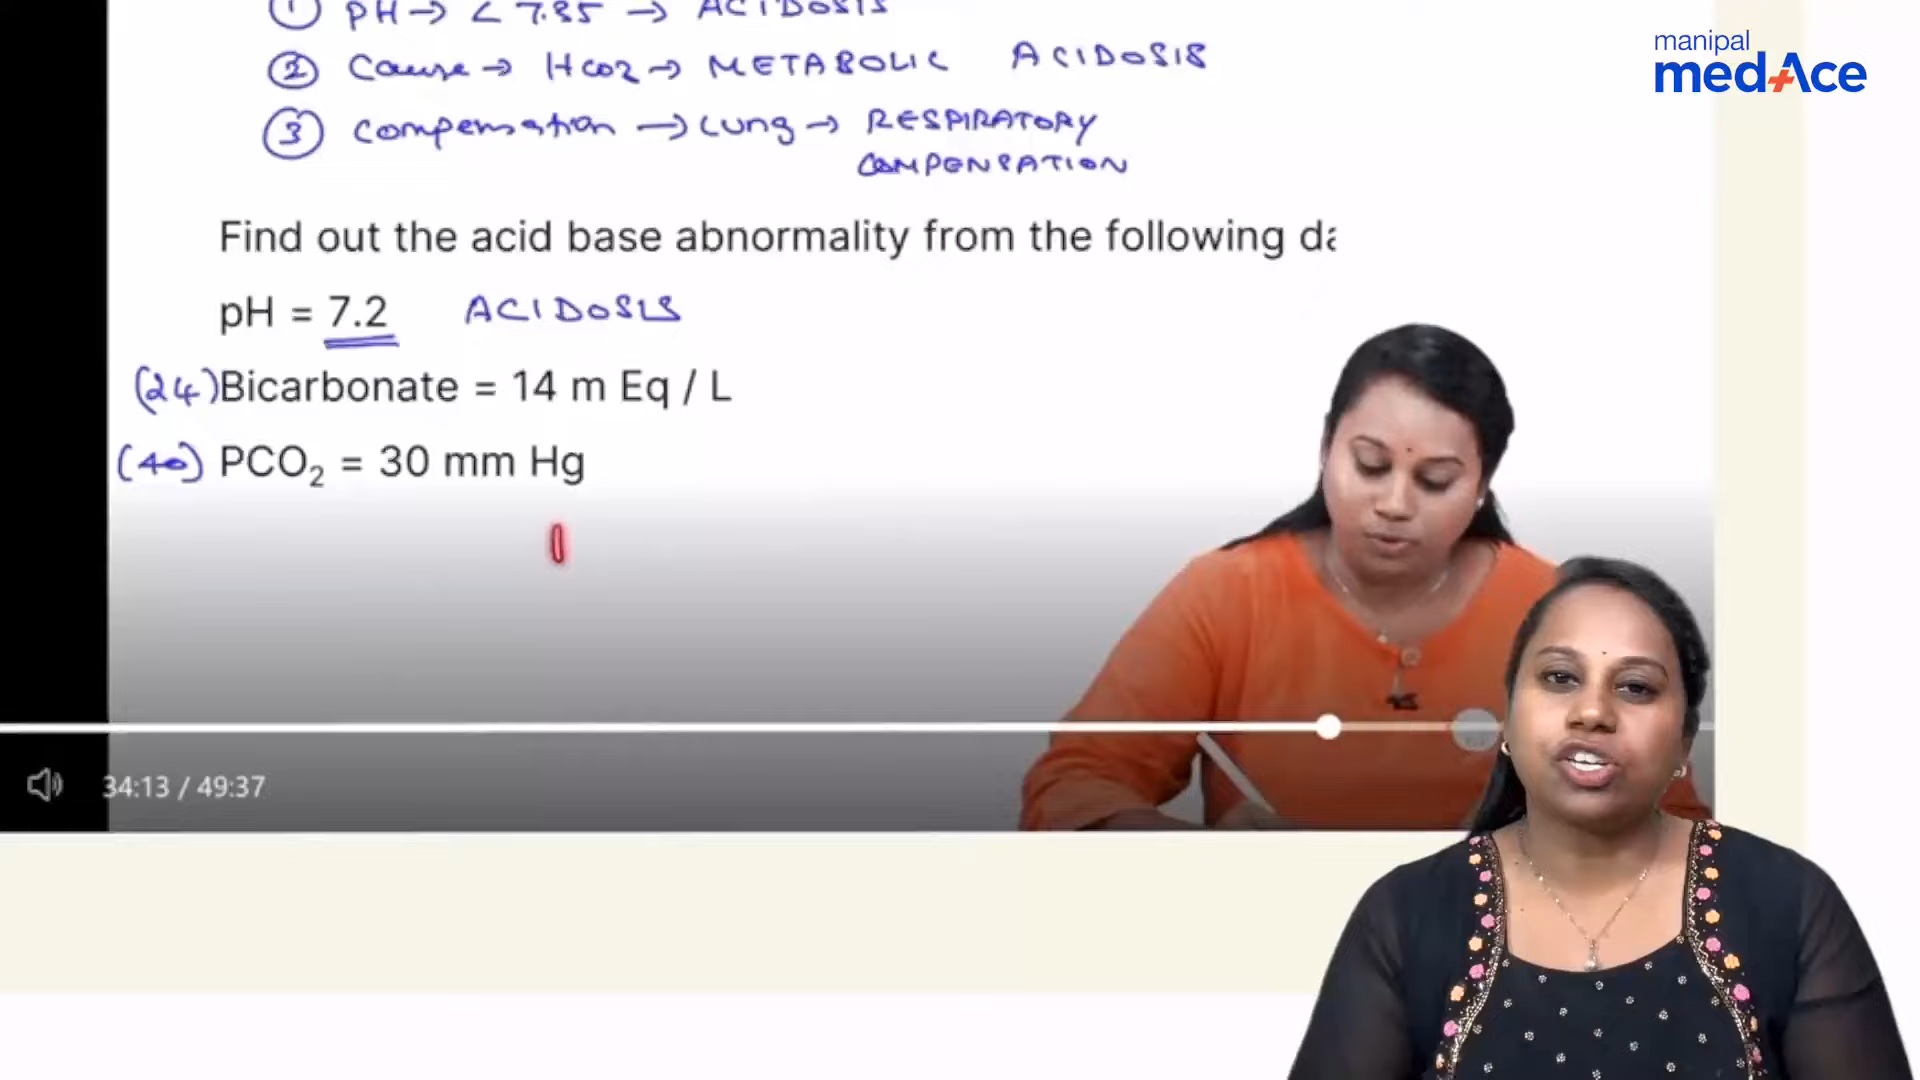 manipal
medAce
① PH → < 7.35 → ACIDOSIS
② Cause → HCO2 → METABOLIC ACIDOSIS
③ Compensation → Lung → RESPIRATORY
COMPENSATION
Find out the acid base abnormality from the following da
pH = 7.2 ACIDOSIS
(24) Bicarbonate = 14 m Eq / L
(40) PCO₂ = 30 mm Hg
34:13 / 49:37